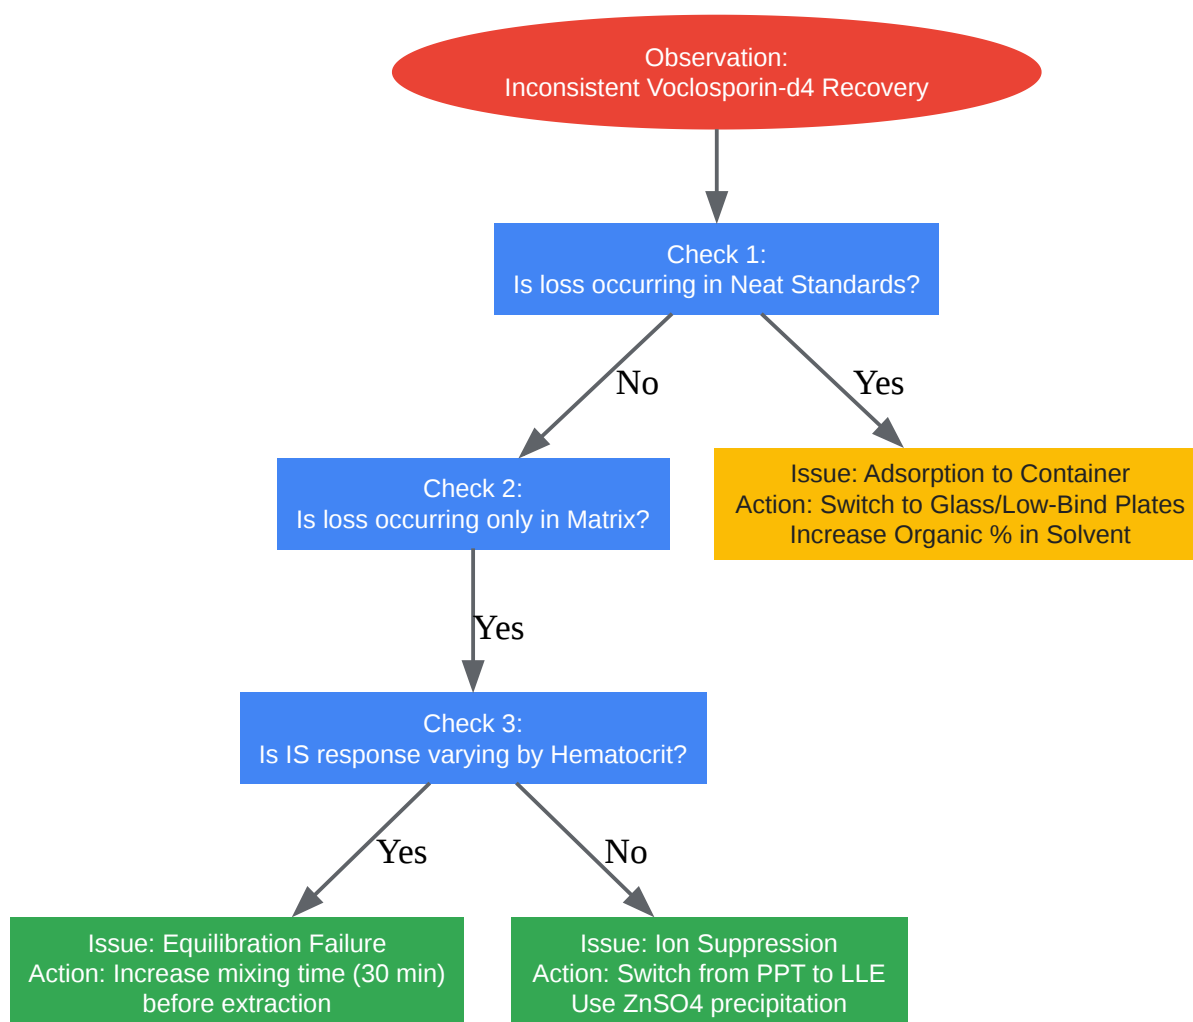 Observation:
Inconsistent Voclosporin-d4 Recovery
Check 1:
Is loss occurring in Neat Standards?
No
Yes
Check 2:
Is loss occurring only in Matrix?
Issue: Adsorption to Container
Action: Switch to Glass/Low-Bind Plates
Increase Organic % in Solvent
Yes
Check 3:
Is IS response varying by Hematocrit?
Yes
No
Issue: Equilibration Failure
Action: Increase mixing time (30 min)
before extraction
Issue: Ion Suppression
Action: Switch from PPT to LLE
Use ZnSO4 precipitation